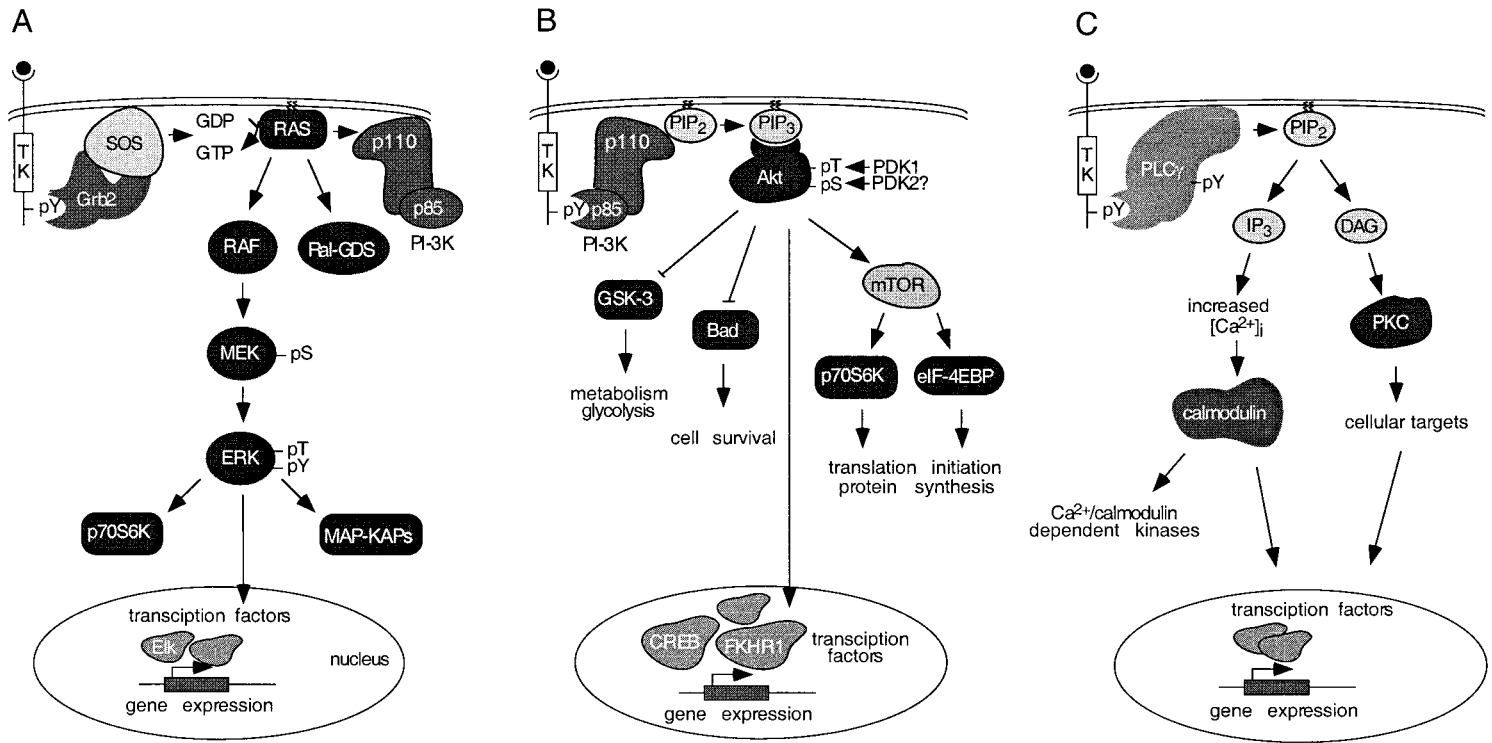 A
TK
pY
SOS
Grb2
GDP
GTP
RAS
p110
p85
PI-3K
RAF
Ral-GDS
MEK
pS
ERK
pT
pY
p70S6K
MAP-KAPs
transciption factors
Elk
nucleus
gene expression
B
TK
pY
p85
p110
PI-3K
PIP2
PIP3
Akt
pT
PDK1
pS
PDK2?
GSK-3
Bad
mTOR
metabolism
glycolysis
cell survival
p70S6K
eIF-4EBP
translation initiation
protein synthesis
CREB
FKHR1
transciption
factors
gene expression
C
TK
pY
PLCγ
pY
PIP2
IP3
DAG
increased
[Ca2+]i
PKC
calmodulin
cellular targets
Ca2+/calmodulin
dependent kinases
transciption factors
gene expression